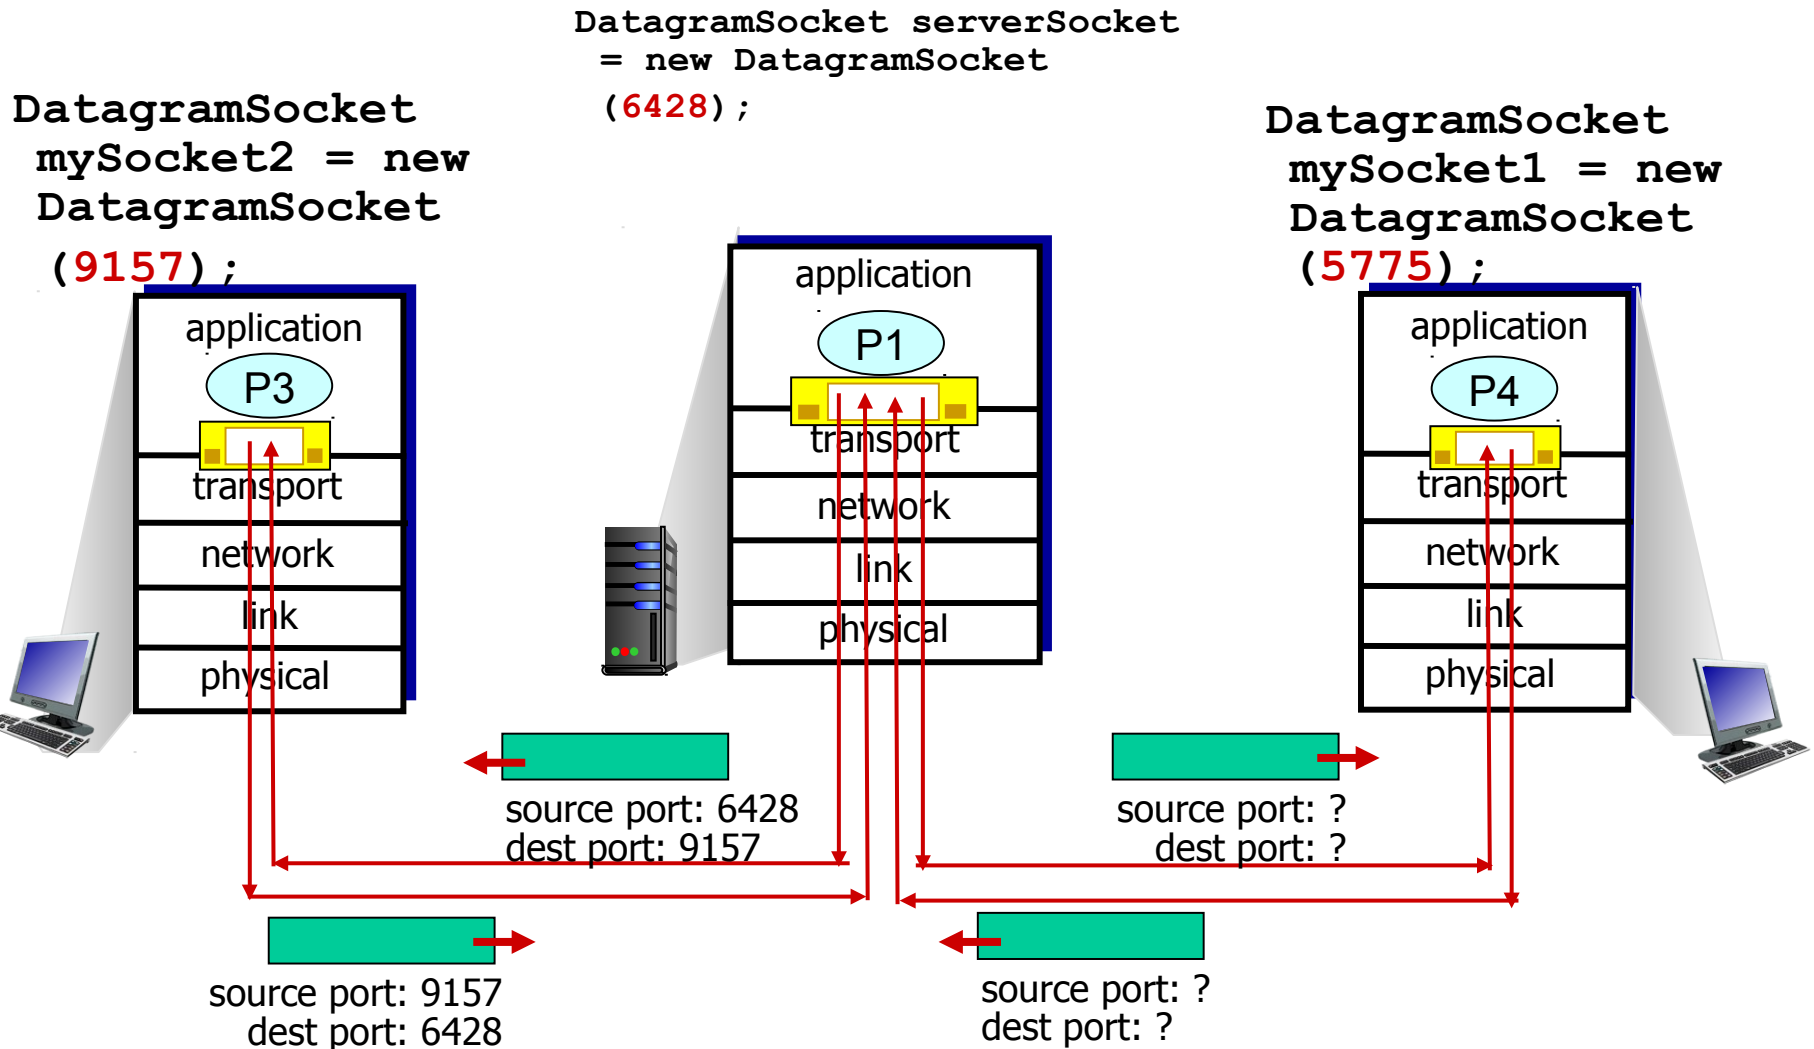 DatagramSocket serverSocket
= new DatagramSocket
(6428);
DatagramSocket
mySocket2 = new
DatagramSocket
(9157);
DatagramSocket
mySocket1 = new
DatagramSocket
(5775);
application
P3
transport
network
link
physical
application
P1
transport
network
link
physical
application
P4
transport
network
link
physical
source port: 6428
dest port: 9157
source port: ?
dest port: ?
source port: 9157
dest port: 6428
source port: ?
dest port: ?